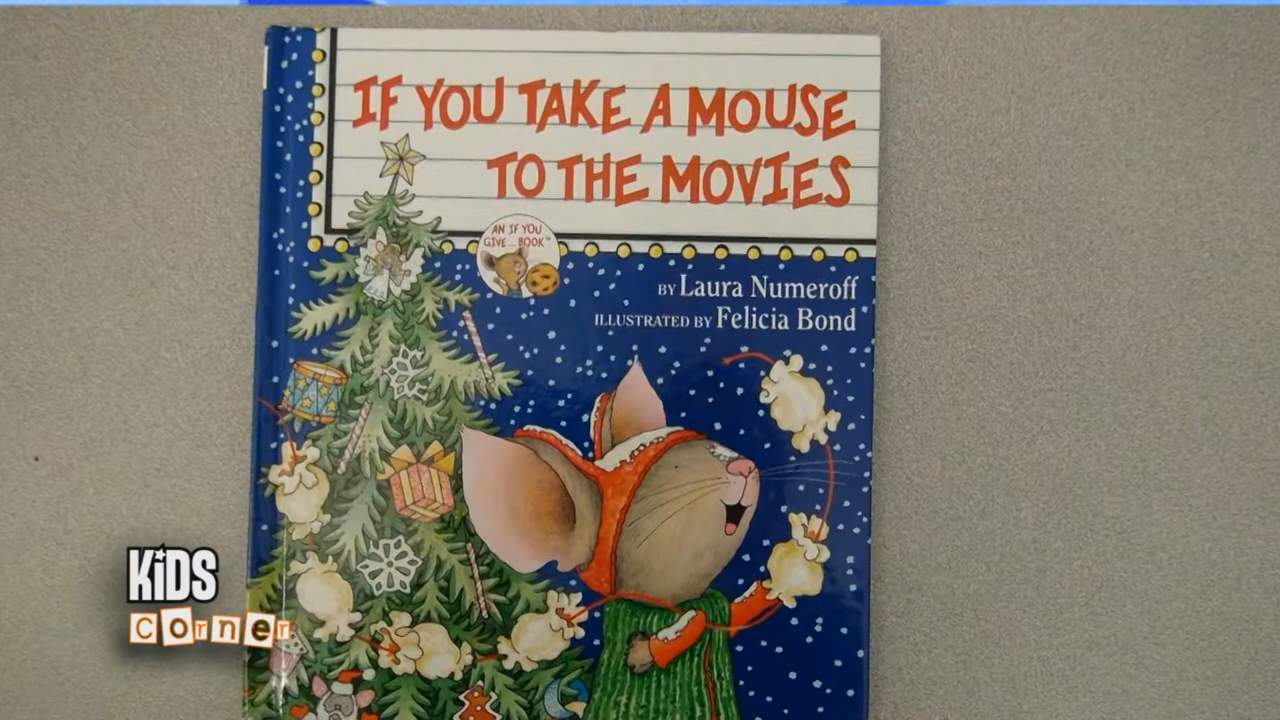 IF YOU TAKE A MOUSE
TO THE MOVIES
AN IF YOU
GIVE...BOOK™
BY Laura Numeroff
ILLUSTRATED BY Felicia Bond
KiDS
Corner